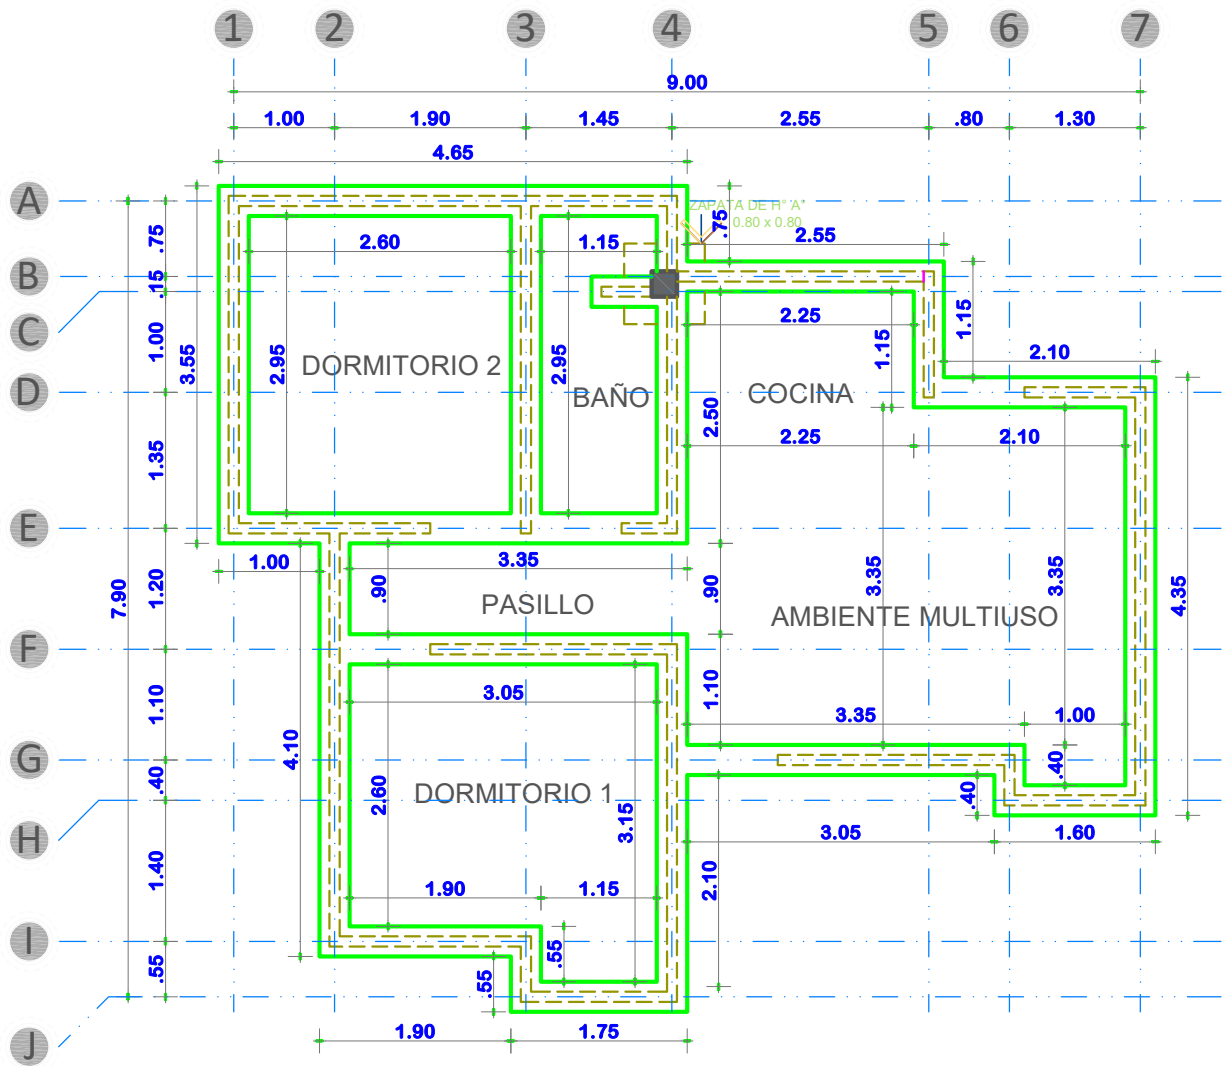 1 2 3 4 5 6 7
9.00
1.00 1.90 1.45 2.55 .80 1.30
4.65
A
ZAPATA DE H° A°
0.80 x 0.80
.75
.75
2.55
2.60
1.15
B
.15
C
1.00
3.55
2.95
2.95
2.25
1.15
1.15
2.10
DORMITORIO 2
BAÑO
COCINA
D
2.50
1.35
2.25
2.10
E
1.00
3.35
7.90
1.20
.90
.90
3.35
3.35
4.35
PASILLO
AMBIENTE MULTIUSO
F
1.10
3.05
1.10
3.35
1.00
4.10
G
.40
2.60
DORMITORIO 1
3.15
.40
.40
H
3.05
1.60
1.40
2.10
1.90
1.15
I
.55
.55
.55
J
1.90
1.75